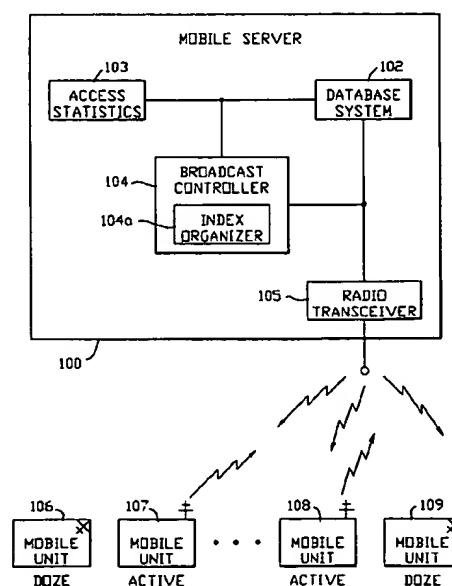 MOBILE SERVER
103
102
ACCESS
STATISTICS
DATABASE
SYSTEM
104
BROADCAST
CONTROLLER
104a
INDEX
ORGANIZER
105
RADIO
TRANSCEIVER
100
106
107
108
109
MOBILE
UNIT
MOBILE
UNIT
MOBILE
UNIT
MOBILE
UNIT
DOZE
ACTIVE
ACTIVE
DOZE